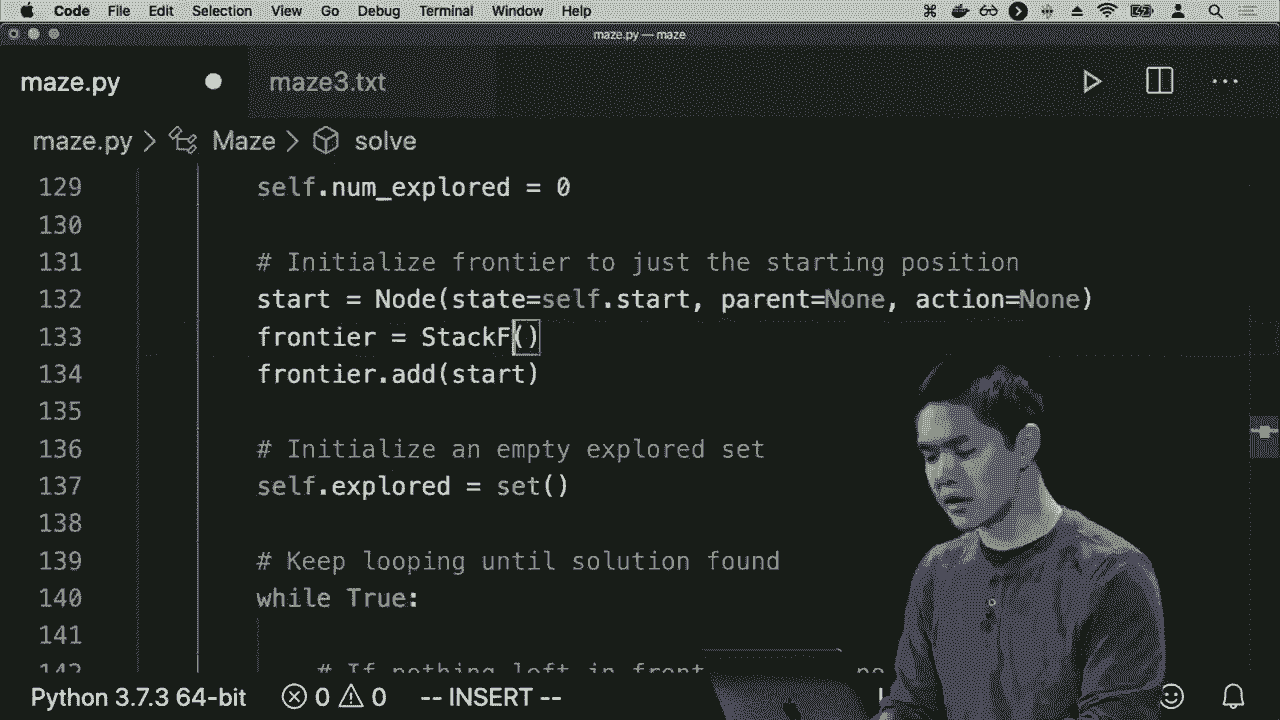 Code File Edit Selection View Go Debug Terminal Window Help
maze.py — maze
maze.py maze3.txt
maze.py > Maze > solve
129 self.num_explored = 0
130
131 # Initialize frontier to just the starting position
132 start = Node(state=self.start, parent=None, action=None)
133 frontier = StackF()
134 frontier.add(start)
135
136 # Initialize an empty explored set
137 self.explored = set()
138
139 # Keep looping until solution found
140 while True:
141
142 # If nothing left in
Python 3.7.3 64-bit 0 0 -- INSERT --